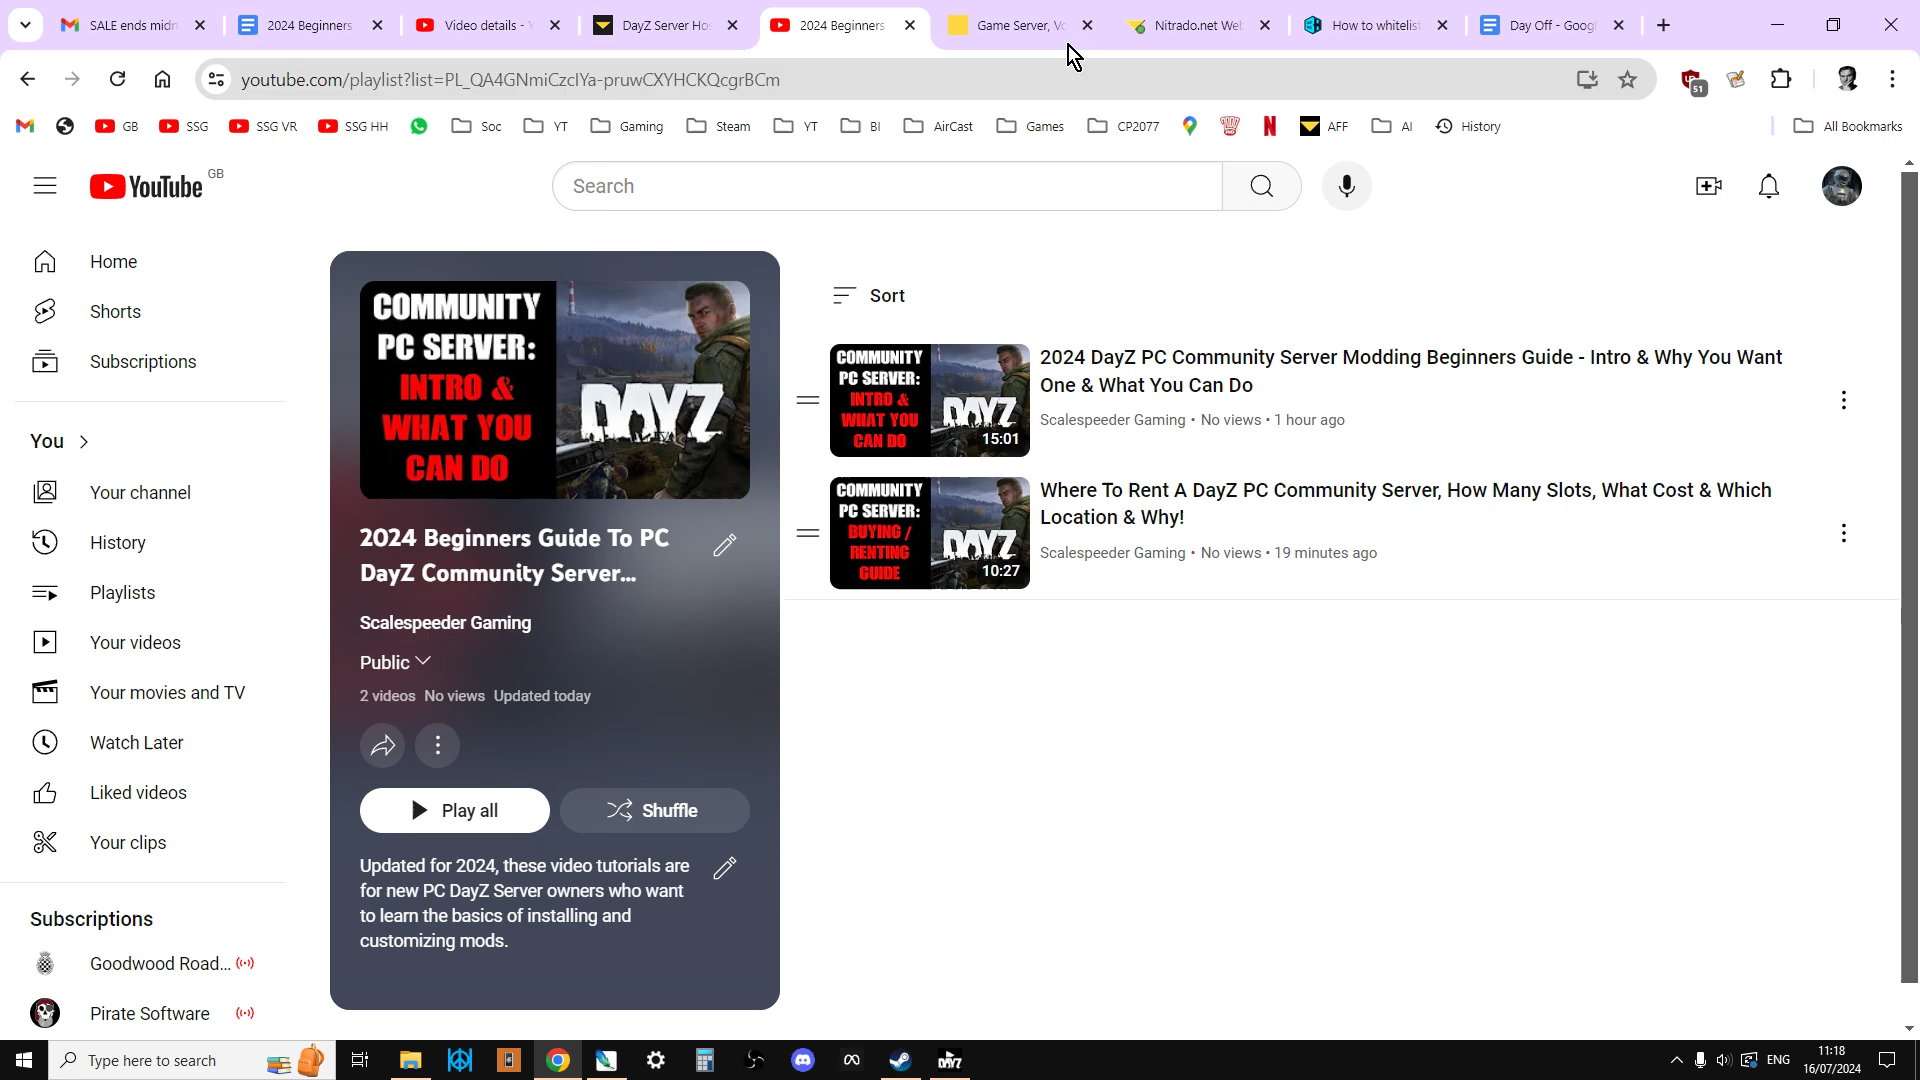 SALE ends midn
2024 Beginners
Video details - Y
DayZ Server Ho
2024 Beginners
Game Server, Vo
Nitrado.net We
How to whitelist
Day Off - Goog
youtube.com/playlist?list=PL_QA4GNmiCzclYa-pruwCXYHCKQcgrBCm
51
GB
SSG
SSG VR
SSG HH
Soc
YT
Gaming
Steam
YT
BI
AirCast
Games
CP2077
AFF
AI
History
All Bookmarks
YouTube GB
Search
Home
Shorts
Subscriptions
You
Your channel
History
Playlists
Your videos
Your movies and TV
Watch Later
Liked videos
Your clips
Subscriptions
Goodwood Road...
Pirate Software
COMMUNITY
PC SERVER:
INTRO &
WHAT YOU
CAN DO
DAYZ
2024 Beginners Guide To PC
DayZ Community Server...
Scalespeeder Gaming
Public
2 videos No views Updated today
Play all
Shuffle
Updated for 2024, these video tutorials are
for new PC DayZ Server owners who want
to learn the basics of installing and
customizing mods.
Sort
COMMUNITY
PC SERVER:
INTRO &
WHAT YOU
CAN DO
DAYZ
15:01
2024 DayZ PC Community Server Modding Beginners Guide - Intro & Why You Want
One & What You Can Do
Scalespeeder Gaming • No views • 1 hour ago
COMMUNITY
PC SERVER:
BUYING /
RENTING
GUIDE
DAYZ
10:27
Where To Rent A DayZ PC Community Server, How Many Slots, What Cost & Which
Location & Why!
Scalespeeder Gaming • No views • 19 minutes ago
Type here to search
DAYZ
ENG
11:18
16/07/2024